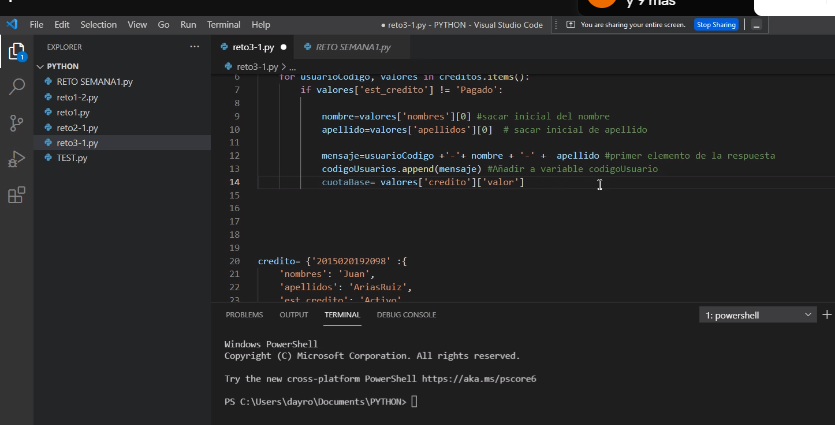 y 9 más
File Edit Selection View Go Run Terminal Help
● reto3-1.py - PYTHON - Visual Studio Code
You are sharing your entire screen. Stop Sharing
EXPLORER ...
reto3-1.py ●
RETO SEMANA1.py
PYTHON
RETO SEMANA1.py
reto1-2.py
reto1.py
reto2-1.py
reto3-1.py
TEST.py
1
reto3-1.py > ...
6 for usuarioCodigo, valores in creditos.items():
7 if valores['est_credito'] != 'Pagado':
8
9 nombre=valores['nombres'][0] #sacar inicial del nombre
10 apellido=valores['apellidos'][0] # sacar inicial de apellido
11
12 mensaje=usuarioCodigo +'-'+ nombre + '-' + apellido #primer elemento de la respuesta
13 codigoUsuarios.append(mensaje) #Añadir a variable codigoUsuario
14 cuotaBase= valores['credito']['valor']
15
16
17
18
19
20 credito= {'2015020192098' :{
21 'nombres': 'Juan',
22 'apellidos': 'AriasRuiz',
23 'est_credito': 'Activo'
PROBLEMS OUTPUT TERMINAL DEBUG CONSOLE
1: powershell
Windows PowerShell
Copyright (C) Microsoft Corporation. All rights reserved.
Try the new cross-platform PowerShell https://aka.ms/pscore6
PS C:\Users\dayro\Documents\PYTHON>